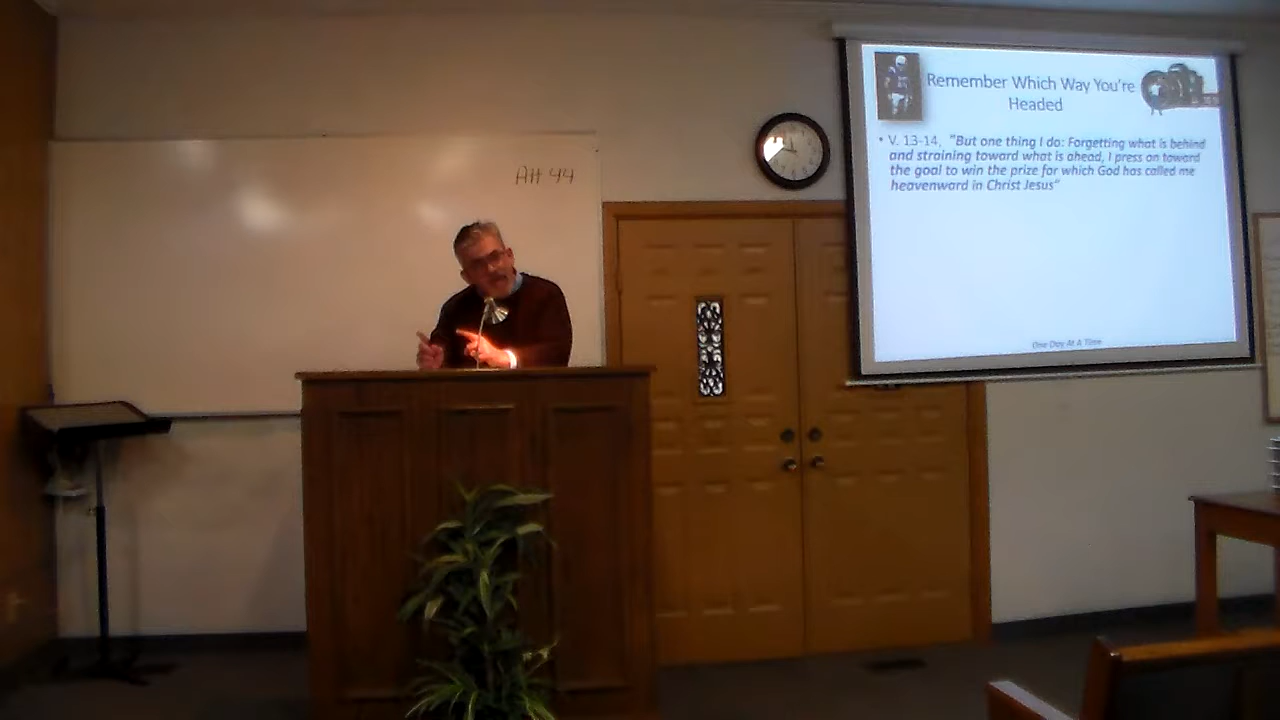 AH 44
Remember Which Way You're
Headed
• V. 13-14, "But one thing I do: Forgetting what is behind
and straining toward what is ahead, I press on toward
the goal to win the prize for which God has called me
heavenward in Christ Jesus"
One Day At A Time